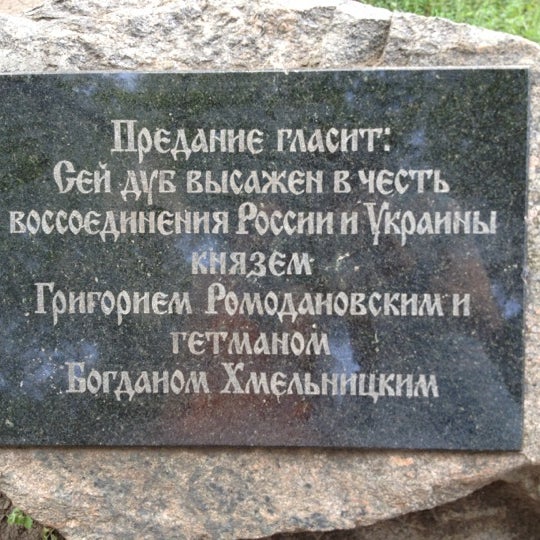 Предание гласит:
Сей дуб высажен в честь
воссоединения России и Украины
князем
Григорием Ромодановским и
гетманом
Богданом Хмельницким